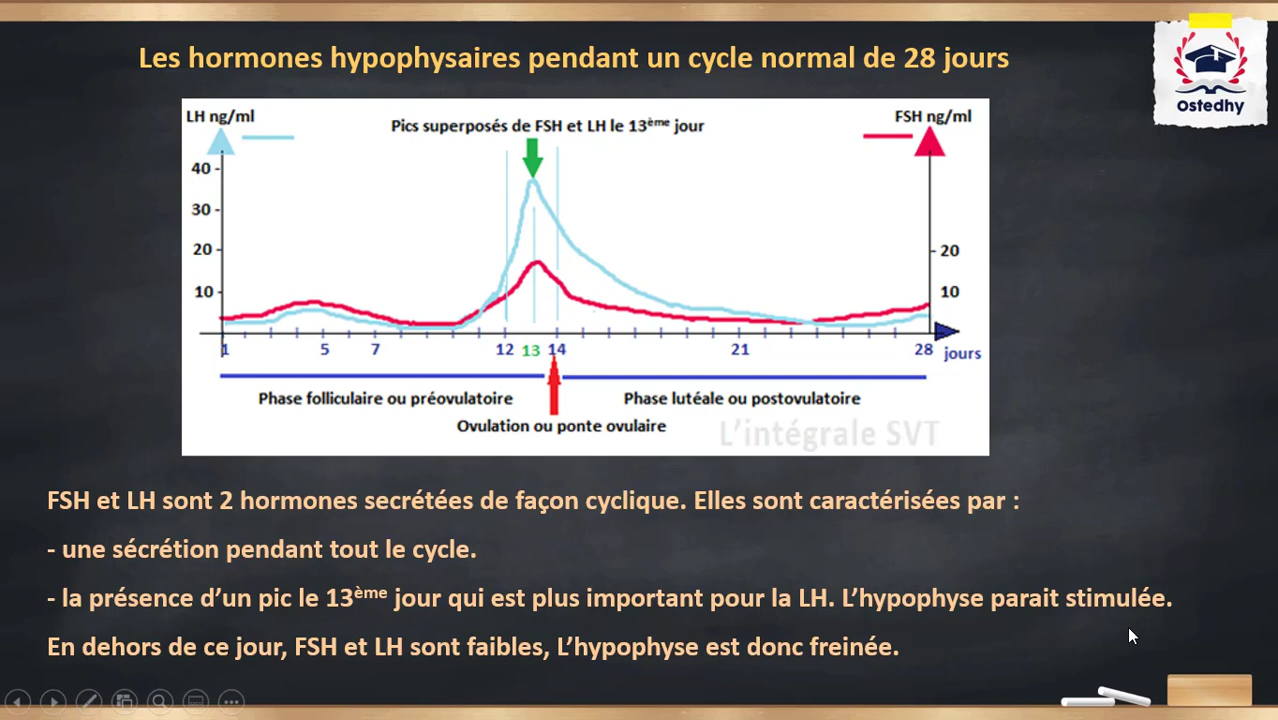 Les hormones hypophysaires pendant un cycle normal de 28 jours
Ostedhy
LH ng/ml
FSH ng/ml
Pics superposés de FSH et LH le 13ème jour
40
30
20
10
20
10
1 5 7 12 13 14 21 28 jours
Phase folliculaire ou préovulatoire
Phase lutéale ou postovulatoire
Ovulation ou ponte ovulaire
L'intégrale SVT
FSH et LH sont 2 hormones secrétées de façon cyclique. Elles sont caractérisées par :
- une sécrétion pendant tout le cycle.
- la présence d’un pic le 13ème jour qui est plus important pour la LH. L’hypophyse parait stimulée.
En dehors de ce jour, FSH et LH sont faibles, L’hypophyse est donc freinée.